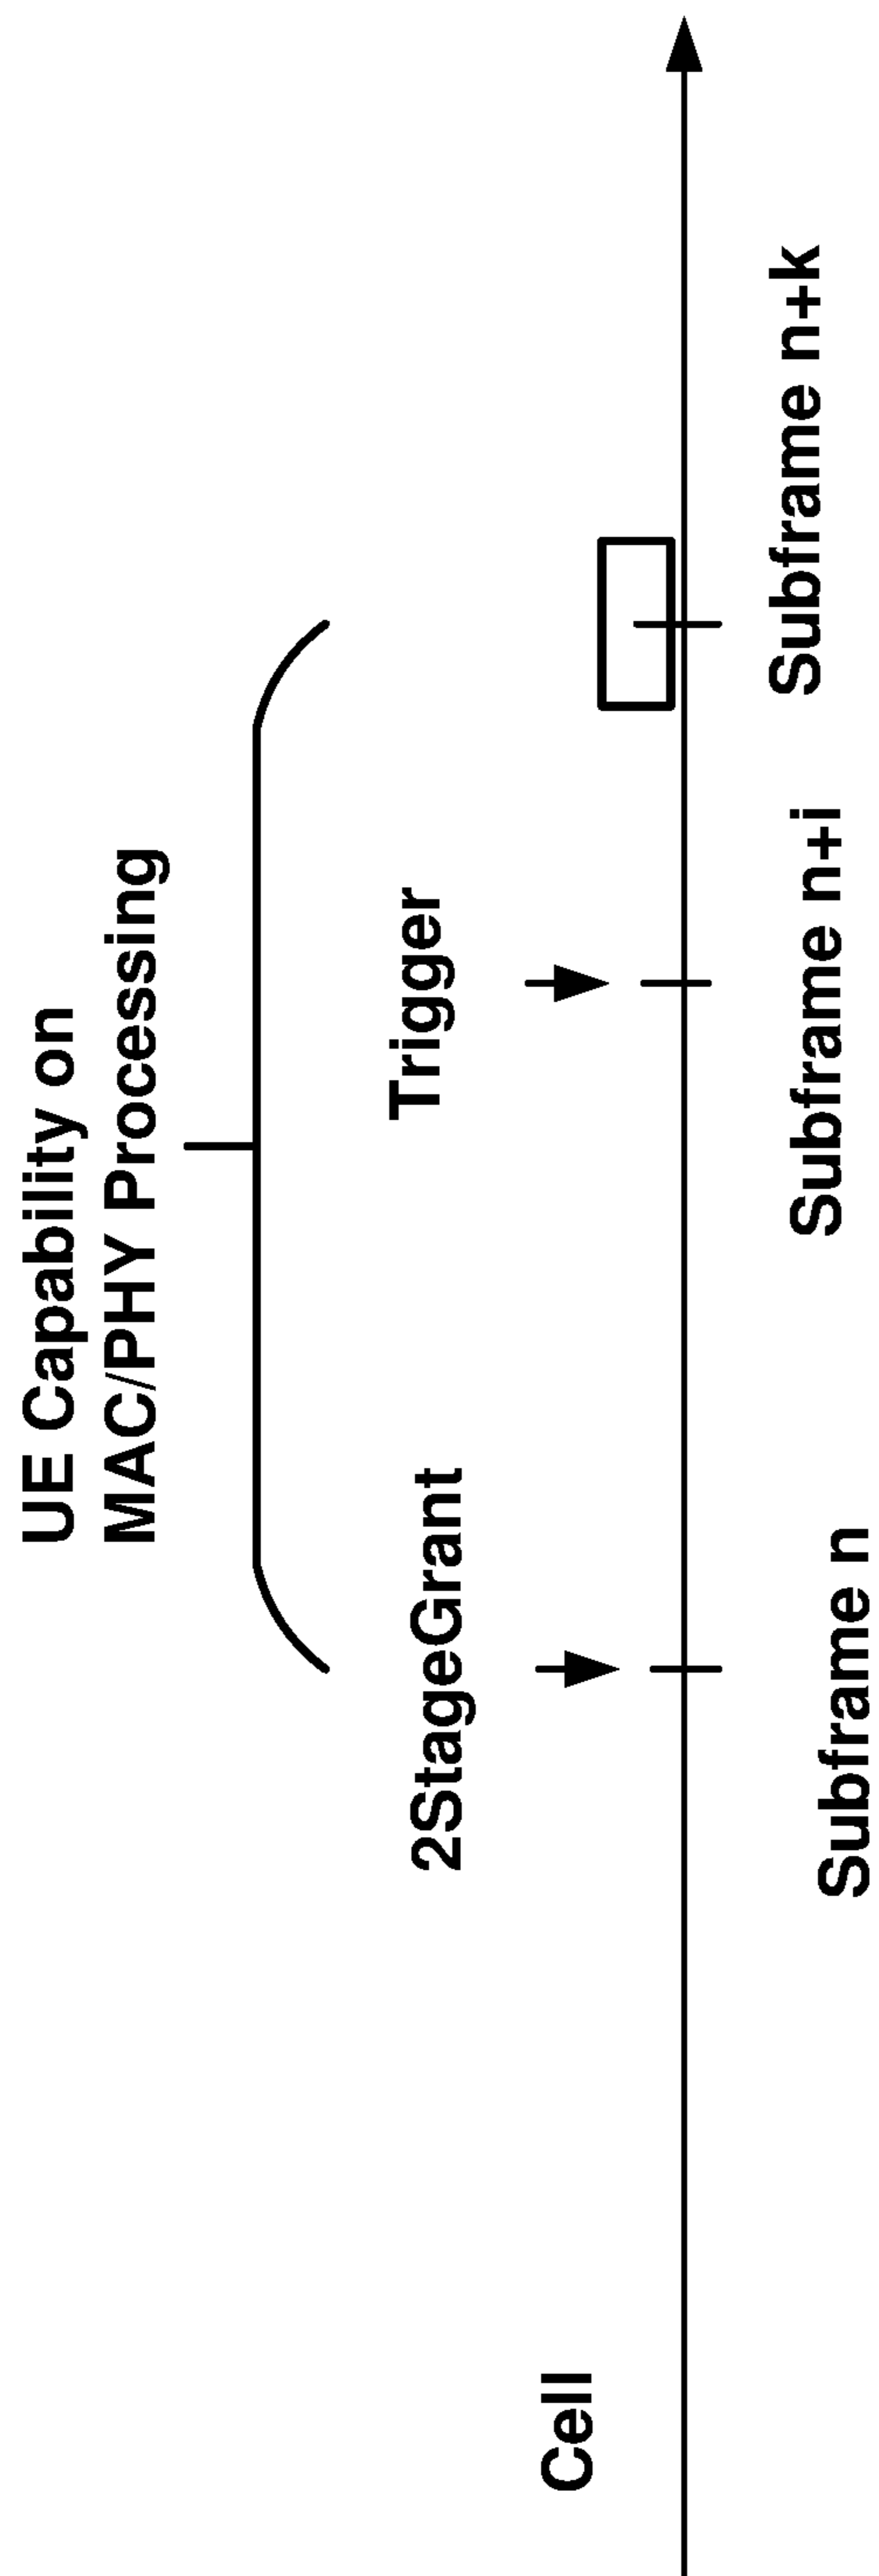 UE Capability on
MAC/PHY Processing
2StageGrant
Trigger
Cell
Subframe n
Subframe n+i
Subframe n+k